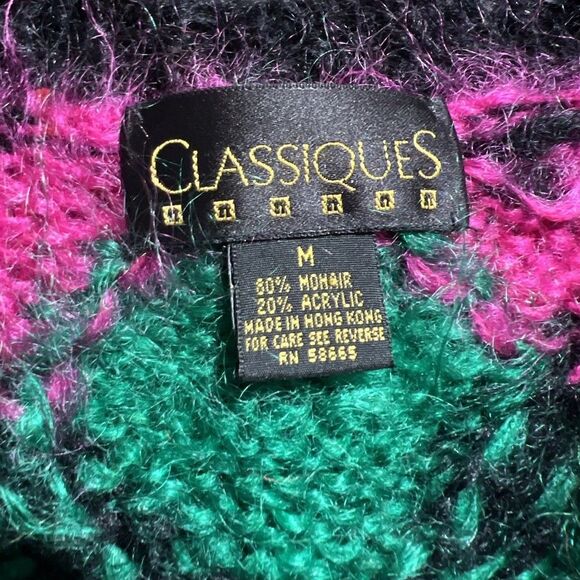 CLASSIQUES
M
80% MOHAIR
20% ACRYLIC
MADE IN HONG KONG
FOR CARE SEE REVERSE
RN 58665